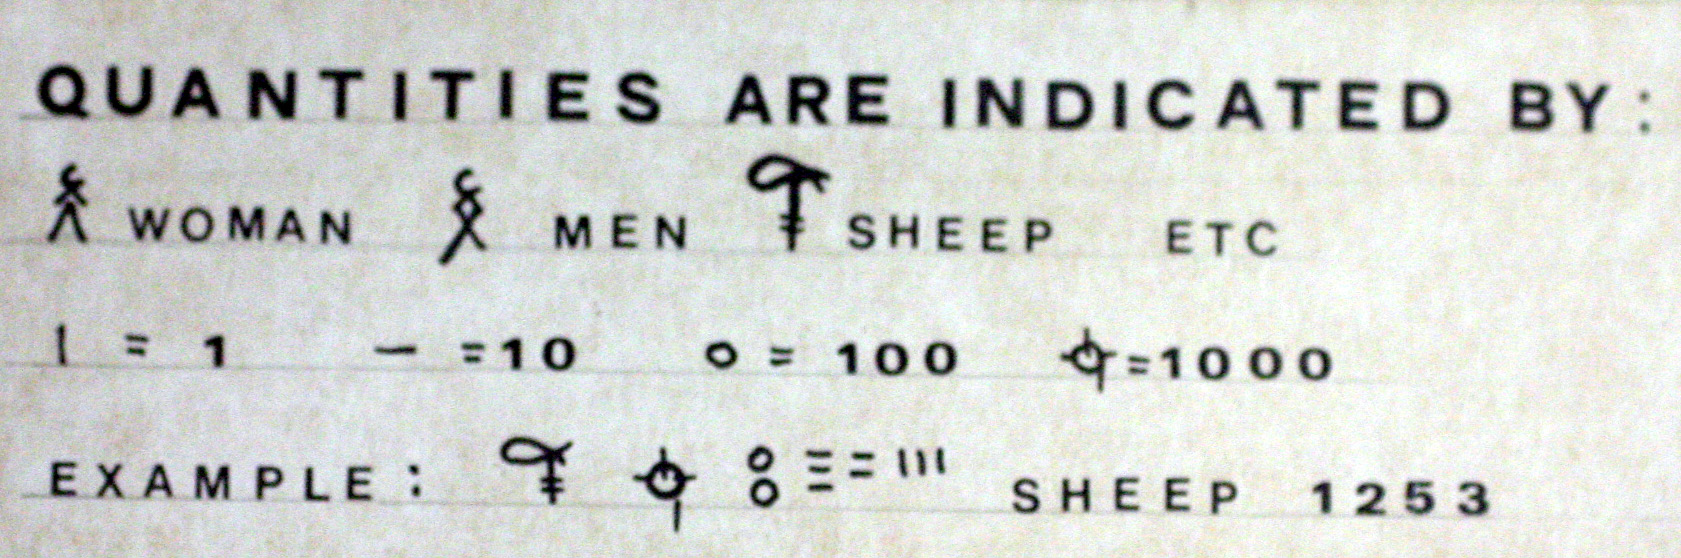 QUANTITIES ARE INDICATED BY:
WOMAN MEN SHEEP ETC
| = 1 — =10 o = 100 =1000
EXAMPLE: SHEEP 1253